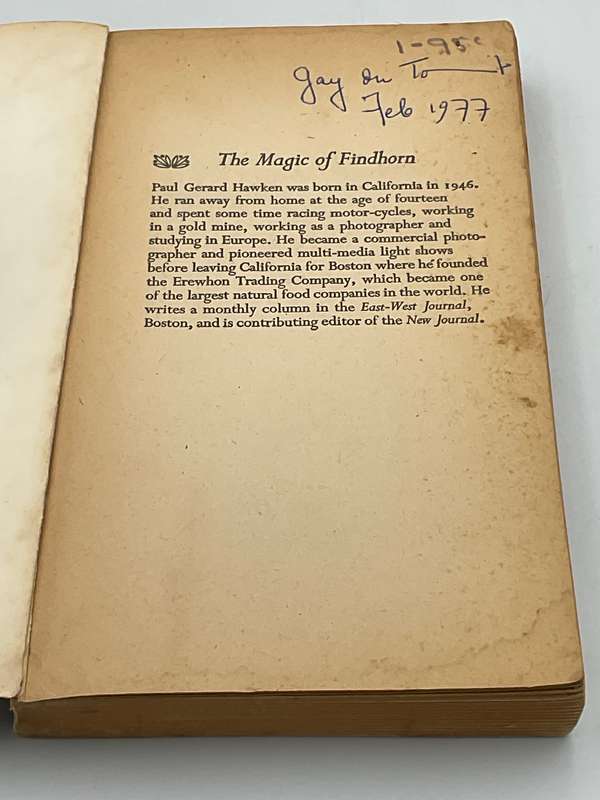 1-95c
Feb 1977
The Magic of Findhorn
Paul Gerard Hawken was born in California in 1946.
He ran away from home at the age of fourteen
and spent some time racing motor-cycles, working
in a gold mine, working as a photographer and
studying in Europe. He became a commercial photo-
grapher and pioneered multi-media light shows
before leaving California for Boston where he founded
the Erewhon Trading Company, which became one
of the largest natural food companies in the world. He
writes a monthly column in the East-West Journal,
Boston, and is contributing editor of the New Journal.